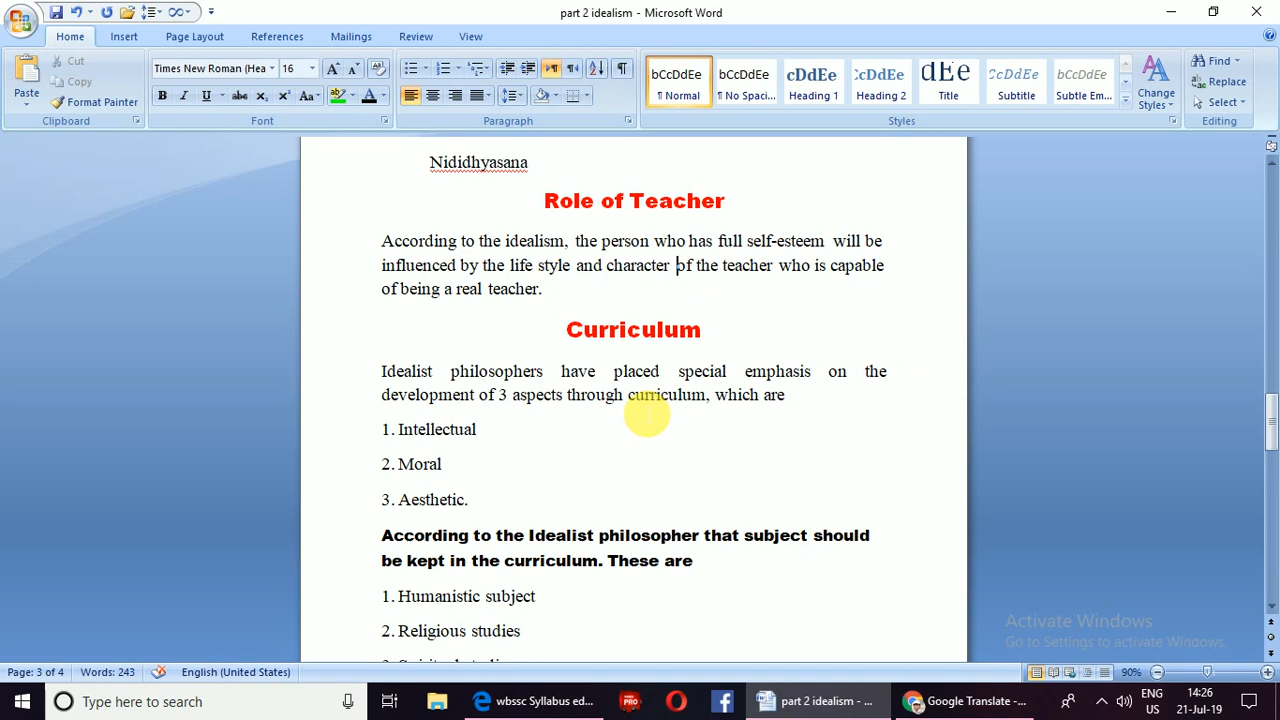 part 2 idealism - Microsoft Word
Home Insert Page Layout References Mailings Review View
Paste
Cut
Copy
Format Painter
Clipboard
Times New Roman (Hea 16
Font
Paragraph
AaBbCcDdEe
bCcDdEe bCcDdEe cDdEe CcDdEe dEe CcDdEe bCcDdEe
¶ Normal ¶ No Spaci... Heading 1 Heading 2 Title Subtitle Subtle Em...
Change Styles
Styles
Find
Replace
Select
Editing
Nididhyasana
Role of Teacher
According to the idealism, the person who has full self-esteem will be
influenced by the life style and character of the teacher who is capable
of being a real teacher.
Curriculum
Idealist philosophers have placed special emphasis on the
development of 3 aspects through curriculum, which are
1. Intellectual
2. Moral
3. Aesthetic.
According to the Idealist philosopher that subject should
be kept in the curriculum. These are
1. Humanistic subject
2. Religious studies
Activate Windows
Go to Settings to activate Windows.
Page: 3 of 4 Words: 243 English (United States) 90%
Type here to search
wbssc Syllabus ed...
part 2 idealism - ...
Google Translate - ...
ENG
US
14:26
21-Jul-19